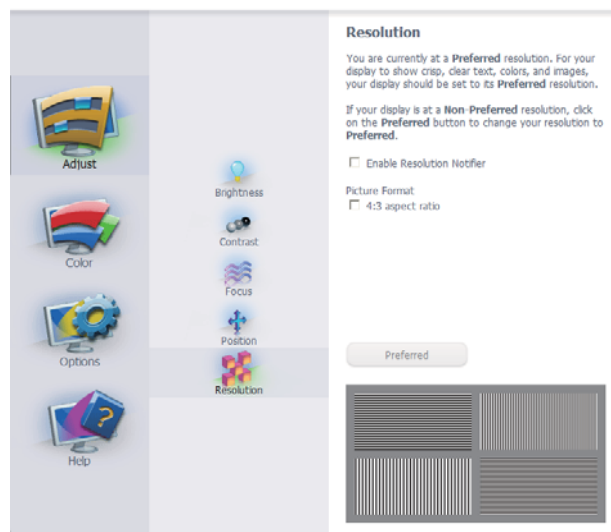 Adjust
Color
Options
Help
Brightness
Contrast
Focus
Position
Resolution
Resolution
You are currently at a Preferred resolution. For your
display to show crisp, clear text, colors, and images,
your display should be set to its Preferred resolution.
If your display is at a Non-Preferred resolution, click
on the Preferred button to change your resolution to
Preferred.
Enable Resolution Notifier
Picture Format
4:3 aspect ratio
Preferred